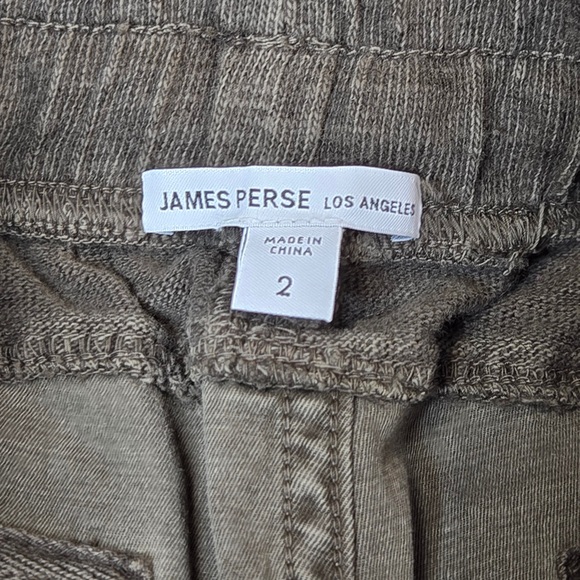 JAMES PERSE LOS ANGELES
MADE IN
CHINA
2